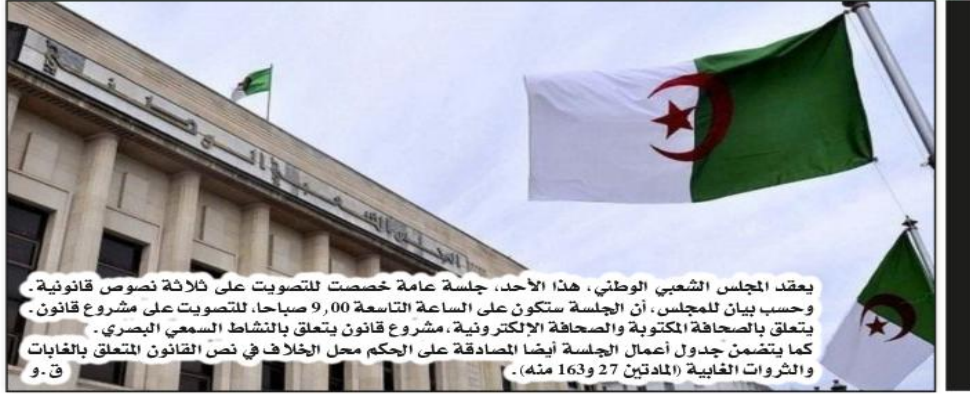 المجلس الشعبي الوطني
يعقد المجلس الشعبي الوطني، هذا الأحد، جلسة عامة خصصت للتصويت على ثلاثة نصوص قانونية.
وحسب بيان للمجلس، أن الجلسة ستكون على الساعة التاسعة 9,00 صباحا، للتصويت على مشروع قانون.
يتعلق بالصحافة المكتوبة والصحافة الإلكترونية، مشروع قانون يتعلق بالنشاط السمعي البصري.
كما يتضمن جدول أعمال الجلسة أيضا المصادقة على الحكم محل الخلاف في نص القانون المتعلق بالغابات
والثروات الغابية (المادتين 27 و163 منه).
ق.و